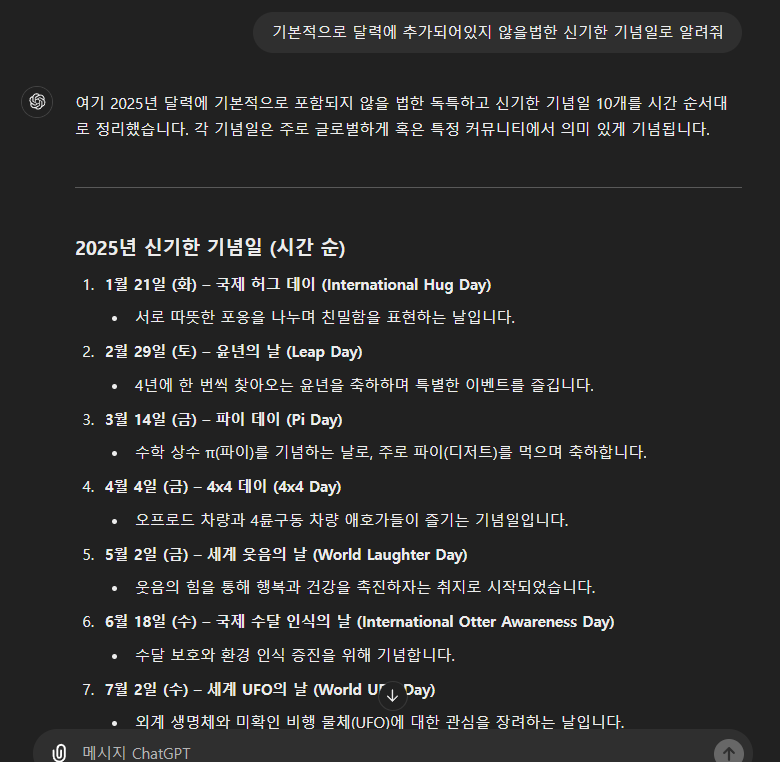 기본적으로 달력에 추가되어있지 않을법한 신기한 기념일로 알려줘
여기 2025년 달력에 기본적으로 포함되지 않을 법한 독특하고 신기한 기념일 10개를 시간 순서대
로 정리했습니다. 각 기념일은 주로 글로벌하게 혹은 특정 커뮤니티에서 의미 있게 기념됩니다.
2025년 신기한 기념일 (시간 순)
1. 1월 21일 (화) – 국제 허그 데이 (International Hug Day)
• 서로 따뜻한 포옹을 나누며 친밀함을 표현하는 날입니다.
2. 2월 29일 (토) – 윤년의 날 (Leap Day)
• 4년에 한 번씩 찾아오는 윤년을 축하하며 특별한 이벤트를 즐깁니다.
3. 3월 14일 (금) – 파이 데이 (Pi Day)
• 수학 상수 π(파이)를 기념하는 날로, 주로 파이(디저트)를 먹으며 축하합니다.
4. 4월 4일 (금) – 4x4 데이 (4x4 Day)
• 오프로드 차량과 4륜구동 차량 애호가들이 즐기는 기념일입니다.
5. 5월 2일 (금) – 세계 웃음의 날 (World Laughter Day)
• 웃음의 힘을 통해 행복과 건강을 촉진하자는 취지로 시작되었습니다.
6. 6월 18일 (수) – 국제 수달 인식의 날 (International Otter Awareness Day)
• 수달 보호와 환경 인식 증진을 위해 기념합니다.
7. 7월 2일 (수) – 세계 UFO의 날 (World Day)
• 외계 생명체와 미확인 비행 물체(UFO)에 대한 관심을 장려하는 날입니다.
메시지 ChatGPT